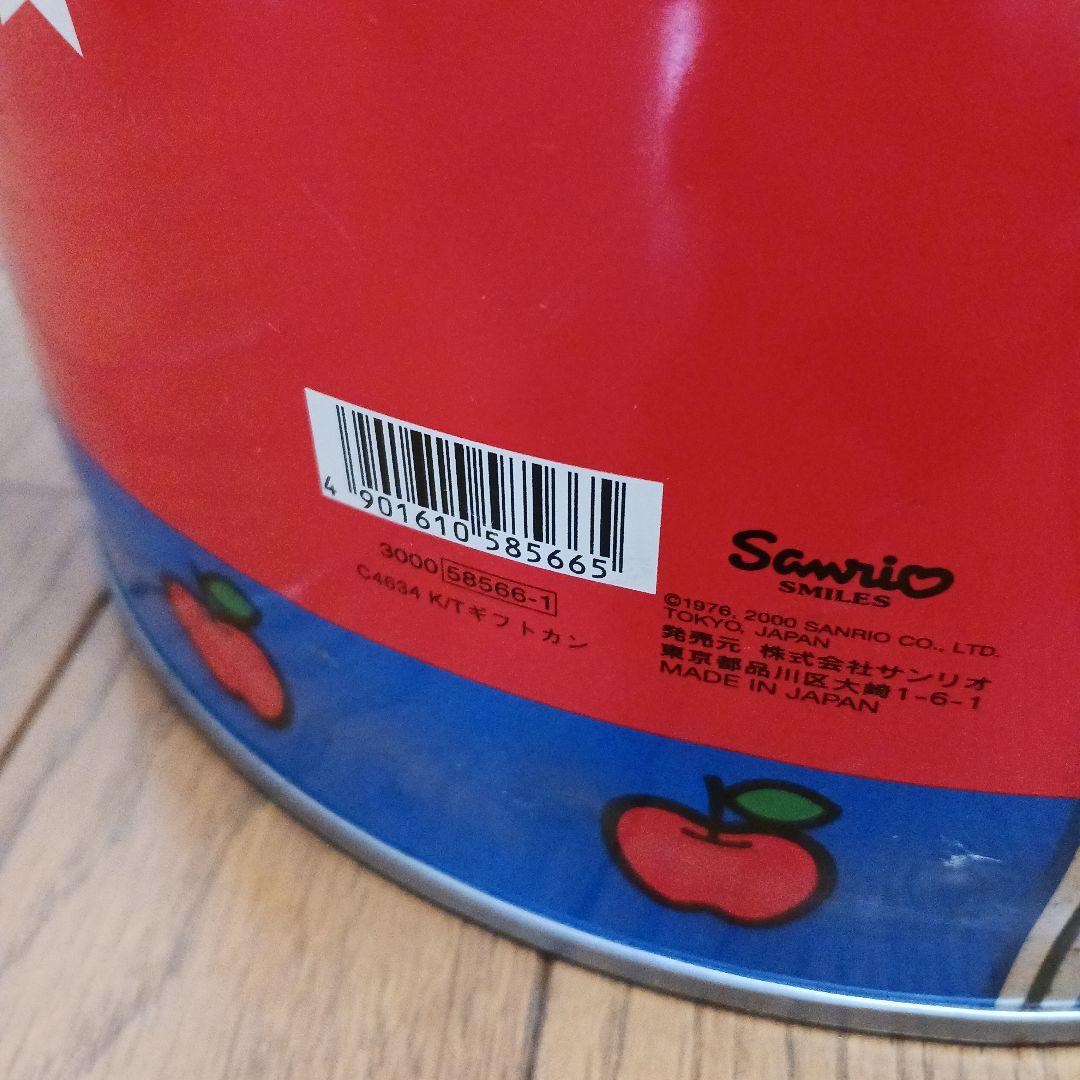 4 901610 585665
3000 58566-1
C4634 K/Tギフトカン
Sanrio
SMILES
©1976, 2000 SANRIO CO., LTD.
TOKYO, JAPAN
発売元 株式会社サンリオ
東京都品川区大崎1-6-1
MADE IN JAPAN